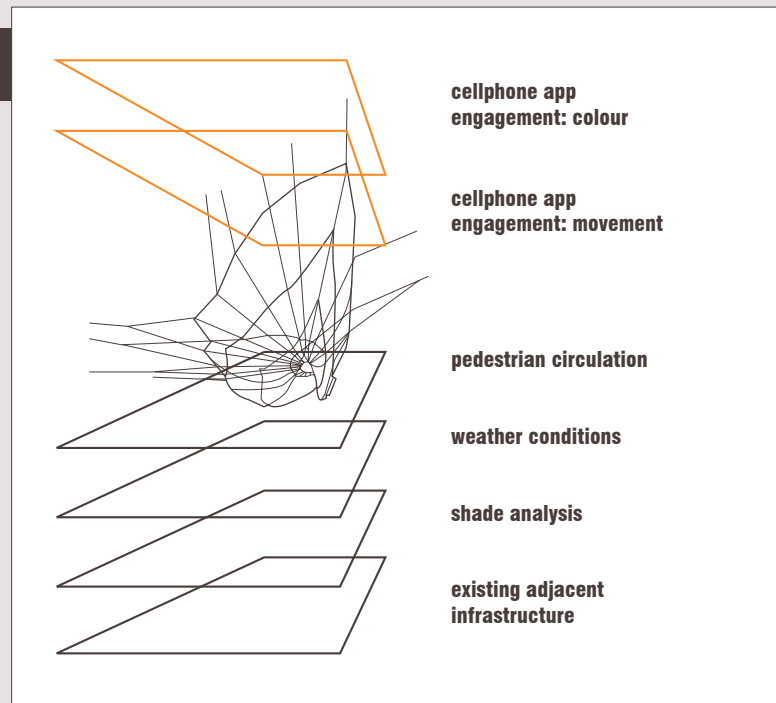 cellphone app
engagement: colour
cellphone app
engagement: movement
pedestrian circulation
weather conditions
shade analysis
existing adjacent
infrastructure